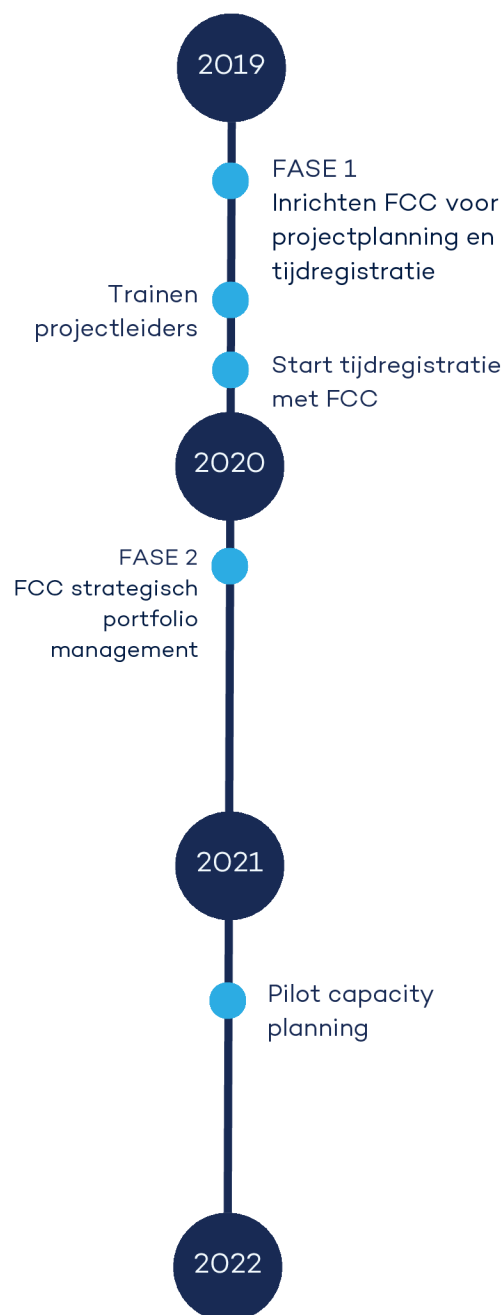 2019
FASE 1
Inrichten FCC voor
projectplanning en
tijdregistratie
Trainen
projectleiders
Start tijdregistratie
met FCC
2020
FASE 2
FCC strategisch
portfolio
management
2021
Pilot capacity
planning
2022